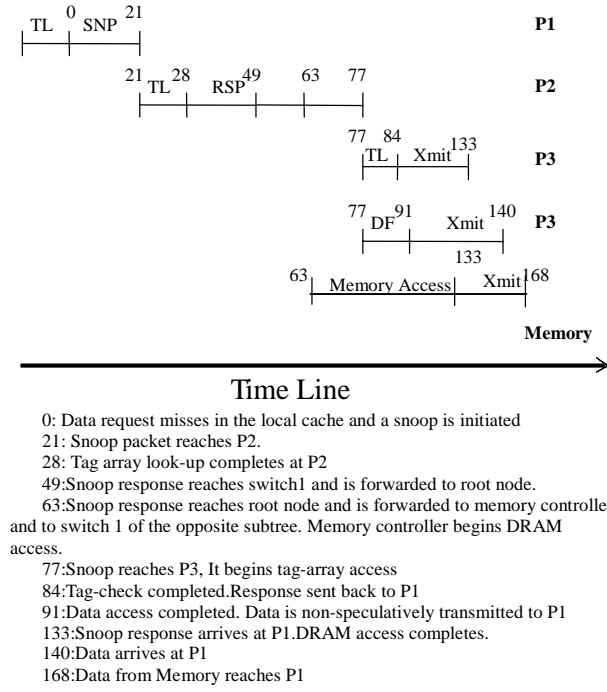 0 21
TL SNP P1
21 28 49 63 77
TL RSP P2
77 84 133
TL Xmit P3
77 91 140
DF Xmit P3
133
63 Memory Access Xmit 168
Memory
Time Line
0: Data request misses in the local cache and a snoop is initiated
21: Snoop packet reaches P2.
28: Tag array look-up completes at P2
49:Snoop response reaches switch1 and is forwarded to root node.
63:Snoop response reaches root node and is forwarded to memory controlle
and to switch 1 of the opposite subtree. Memory controller begins DRAM
access.
77:Snoop reaches P3, It begins tag-array access
84:Tag-check completed.Response sent back to P1
91:Data access completed. Data is non-speculatively transmitted to P1
133:Snoop response arrives at P1.DRAM access completes.
140:Data arrives at P1
168:Data from Memory reaches P1